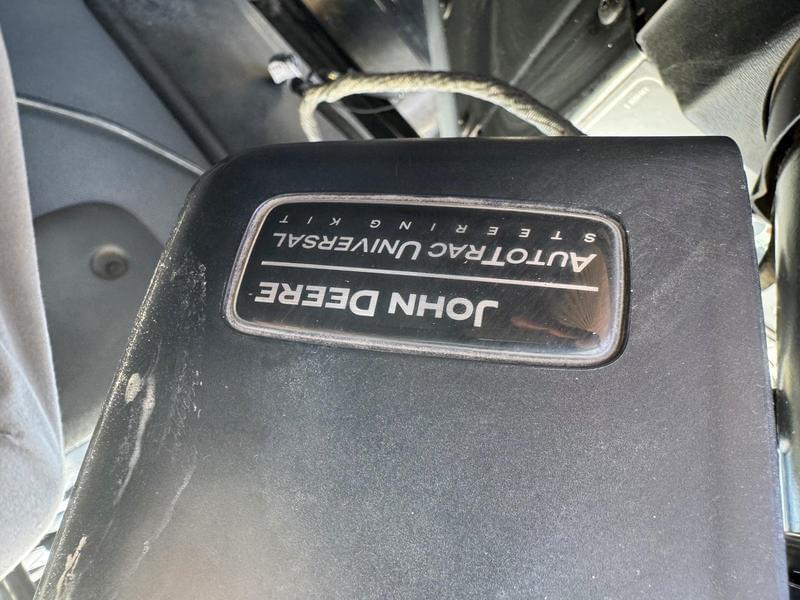 JOHN DEERE
AUTOTRAC UNIVERSAL
STEERING KIT